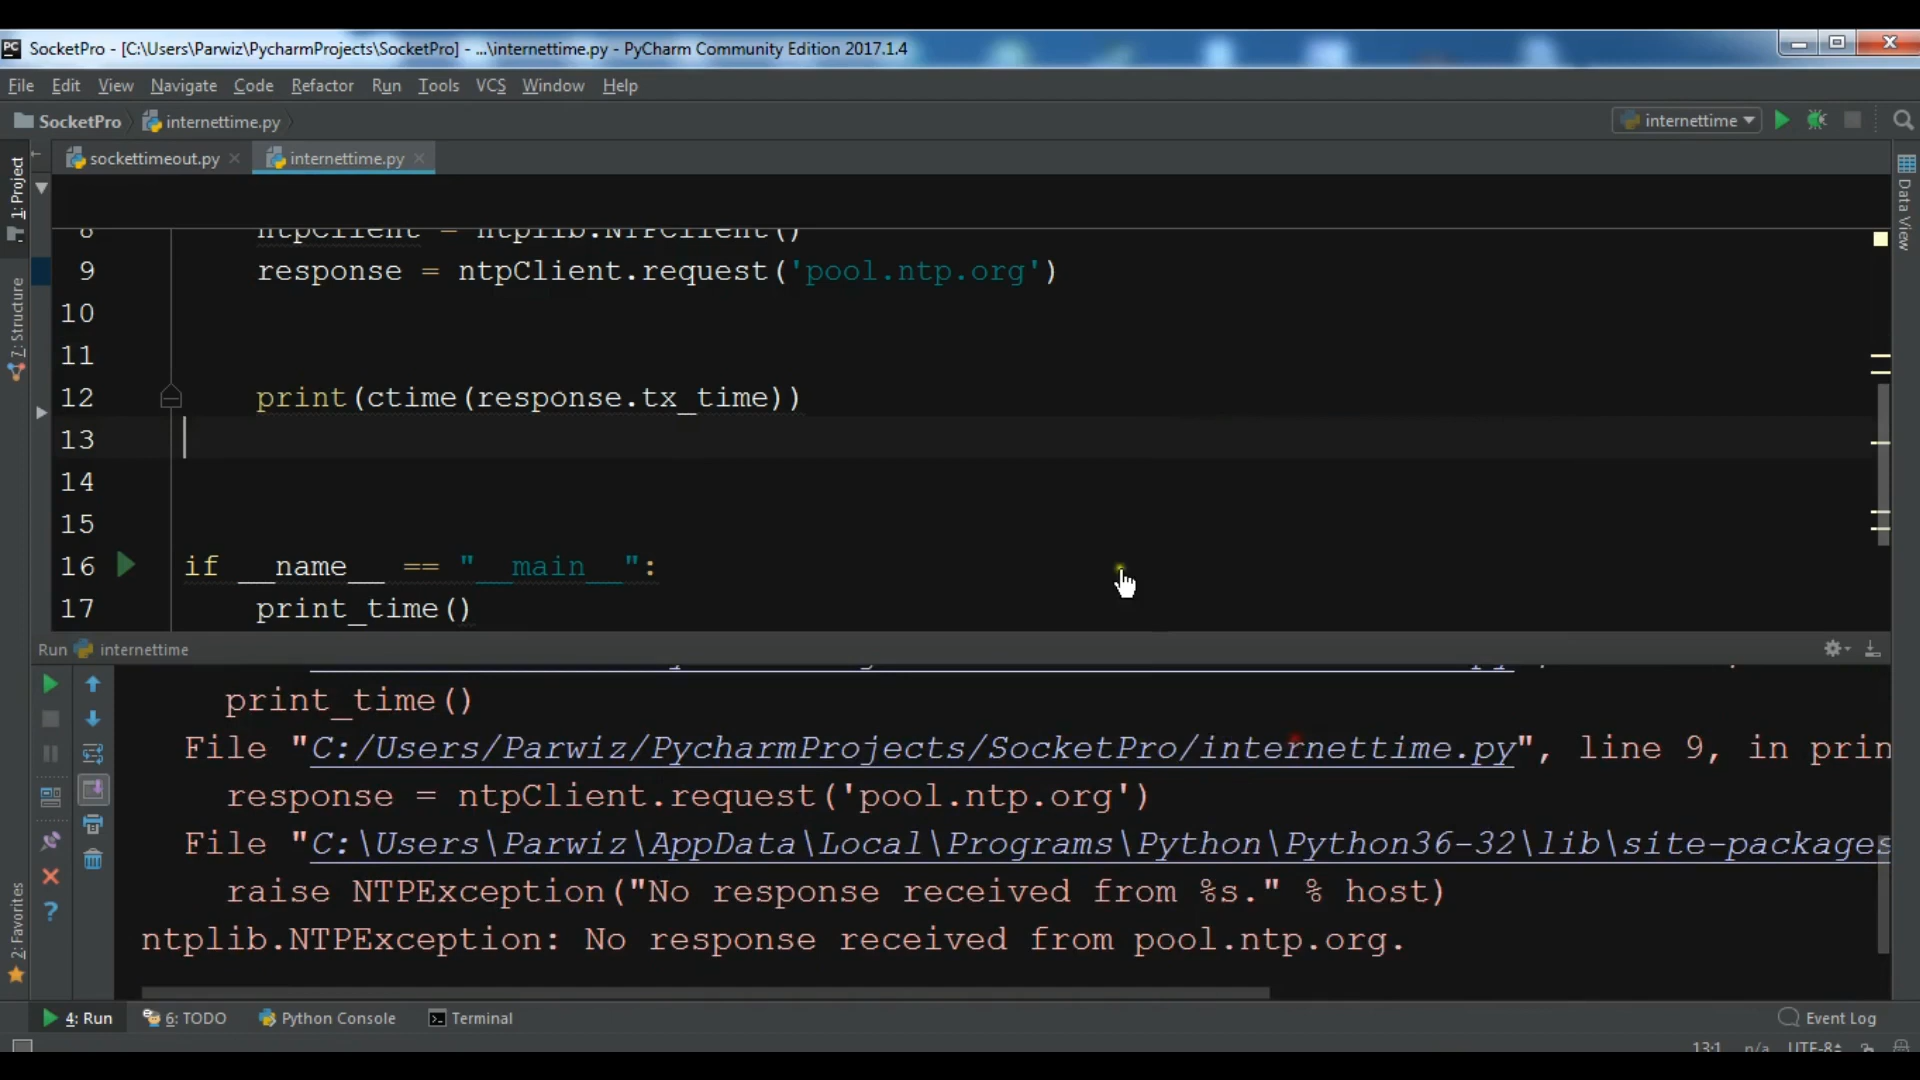 SocketPro - [C:\Users\Parwiz\PycharmProjects\SocketPro] - ...\internettime.py - PyCharm Community Edition 2017.1.4
File Edit View Navigate Code Refactor Run Tools VCS Window Help
SocketPro internettime.py internettime
sockettimeout.py internettime.py
1: Project
7: Structure
2: Favorites
Data View
8 ntpClient = ntplib.NTPClient()
9 response = ntpClient.request('pool.ntp.org')
10
11
12 print(ctime(response.tx_time))
13
14
15
16 if __name__ == "__main__":
17 print_time()
Run internettime
print_time()
File "C:/Users/Parwiz/PycharmProjects/SocketPro/internettime.py", line 9, in prin
response = ntpClient.request('pool.ntp.org')
File "C:\Users\Parwiz\AppData\Local\Programs\Python\Python36-32\lib\site-packages
raise NTPException("No response received from %s." % host)
ntplib.NTPException: No response received from pool.ntp.org.
4: Run 6: TODO Python Console Terminal Event Log
13:1 n/a UTF-8